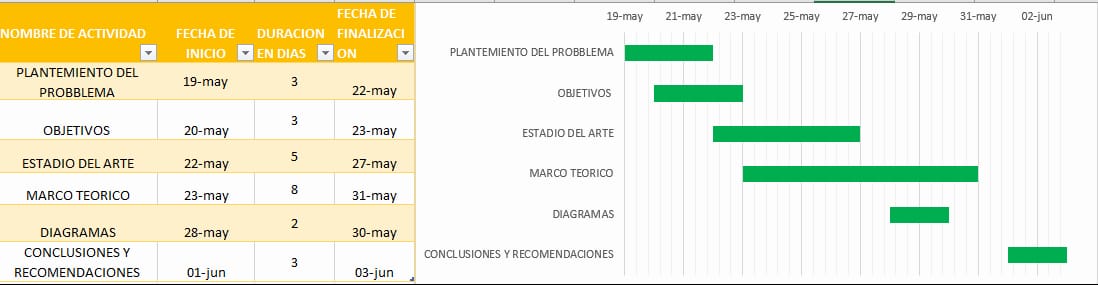 NOMBRE DE ACTIVIDAD
FECHA DE
INICIO
DURACION
EN DIAS
FECHA DE
FINALIZACI
ON
PLANTEMIENTO DEL
PROBBLEMA
19-may
3
22-may
OBJETIVOS
20-may
3
23-may
ESTADIO DEL ARTE
22-may
5
27-may
MARCO TEORICO
23-may
8
31-may
DIAGRAMAS
28-may
2
30-may
CONCLUSIONES Y
RECOMENDACIONES
01-jun
3
03-jun
19-may 21-may 23-may 25-may 27-may 29-may 31-may 02-jun
PLANTEMIENTO DEL PROBBLEMA
OBJETIVOS
ESTADIO DEL ARTE
MARCO TEORICO
DIAGRAMAS
CONCLUSIONES Y RECOMENDACIONES